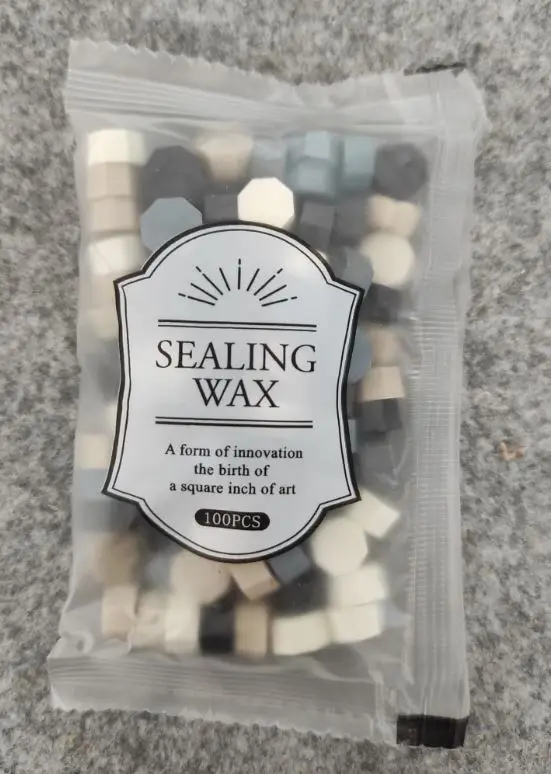 SEALING
WAX
A form of innovation
the birth of
a square inch of art
100PCS